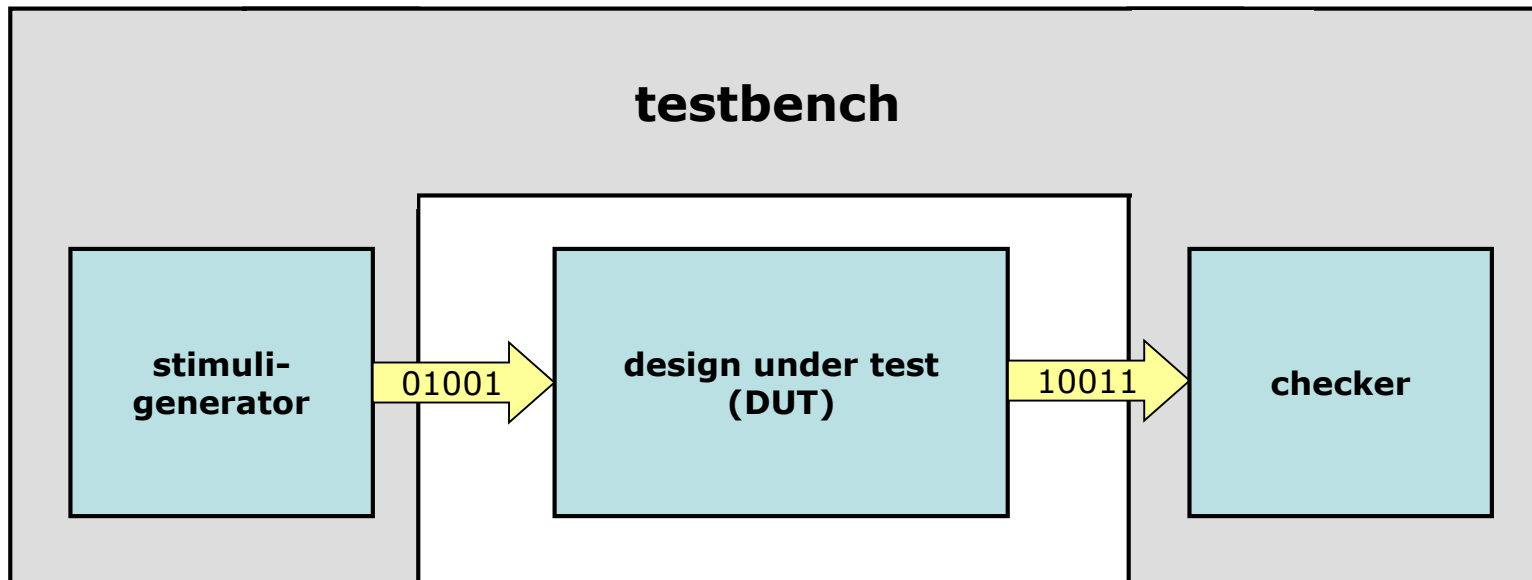 testbench
stimuli-
generator
01001
design under test
(DUT)
10011
checker